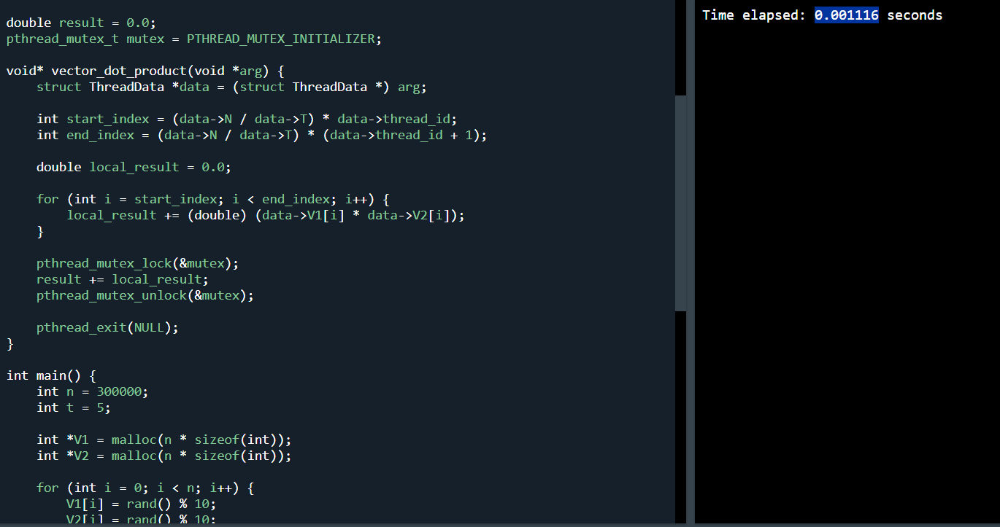 double result = 0.0;
pthread_mutex_t mutex = PTHREAD_MUTEX_INITIALIZER;
void* vector_dot_product(void *arg) {
    struct ThreadData *data = (struct ThreadData *) arg;
    int start_index = (data->N / data->T) * data->thread_id;
    int end_index = (data->N / data->T) * (data->thread_id + 1);
    double local_result = 0.0;
    for (int i = start_index; i < end_index; i++) {
        local_result += (double) (data->V1[i] * data->V2[i]);
    }
    pthread_mutex_lock(&mutex);
    result += local_result;
    pthread_mutex_unlock(&mutex);
    pthread_exit(NULL);
}
int main() {
    int n = 300000;
    int t = 5;
    int *V1 = malloc(n * sizeof(int));
    int *V2 = malloc(n * sizeof(int));
    for (int i = 0; i < n; i++) {
        V1[i] = rand() % 10;
        V2[i] = rand() % 10;
Time elapsed: 0.001116 seconds